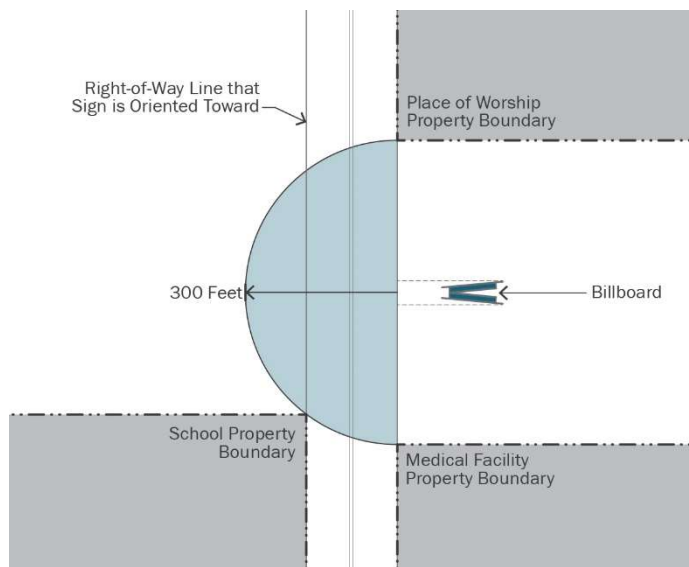 Right-of-Way Line that
Sign is Oriented Toward
Place of Worship
Property Boundary
300 Feet
Billboard
School Property
Boundary
Medical Facility
Property Boundary